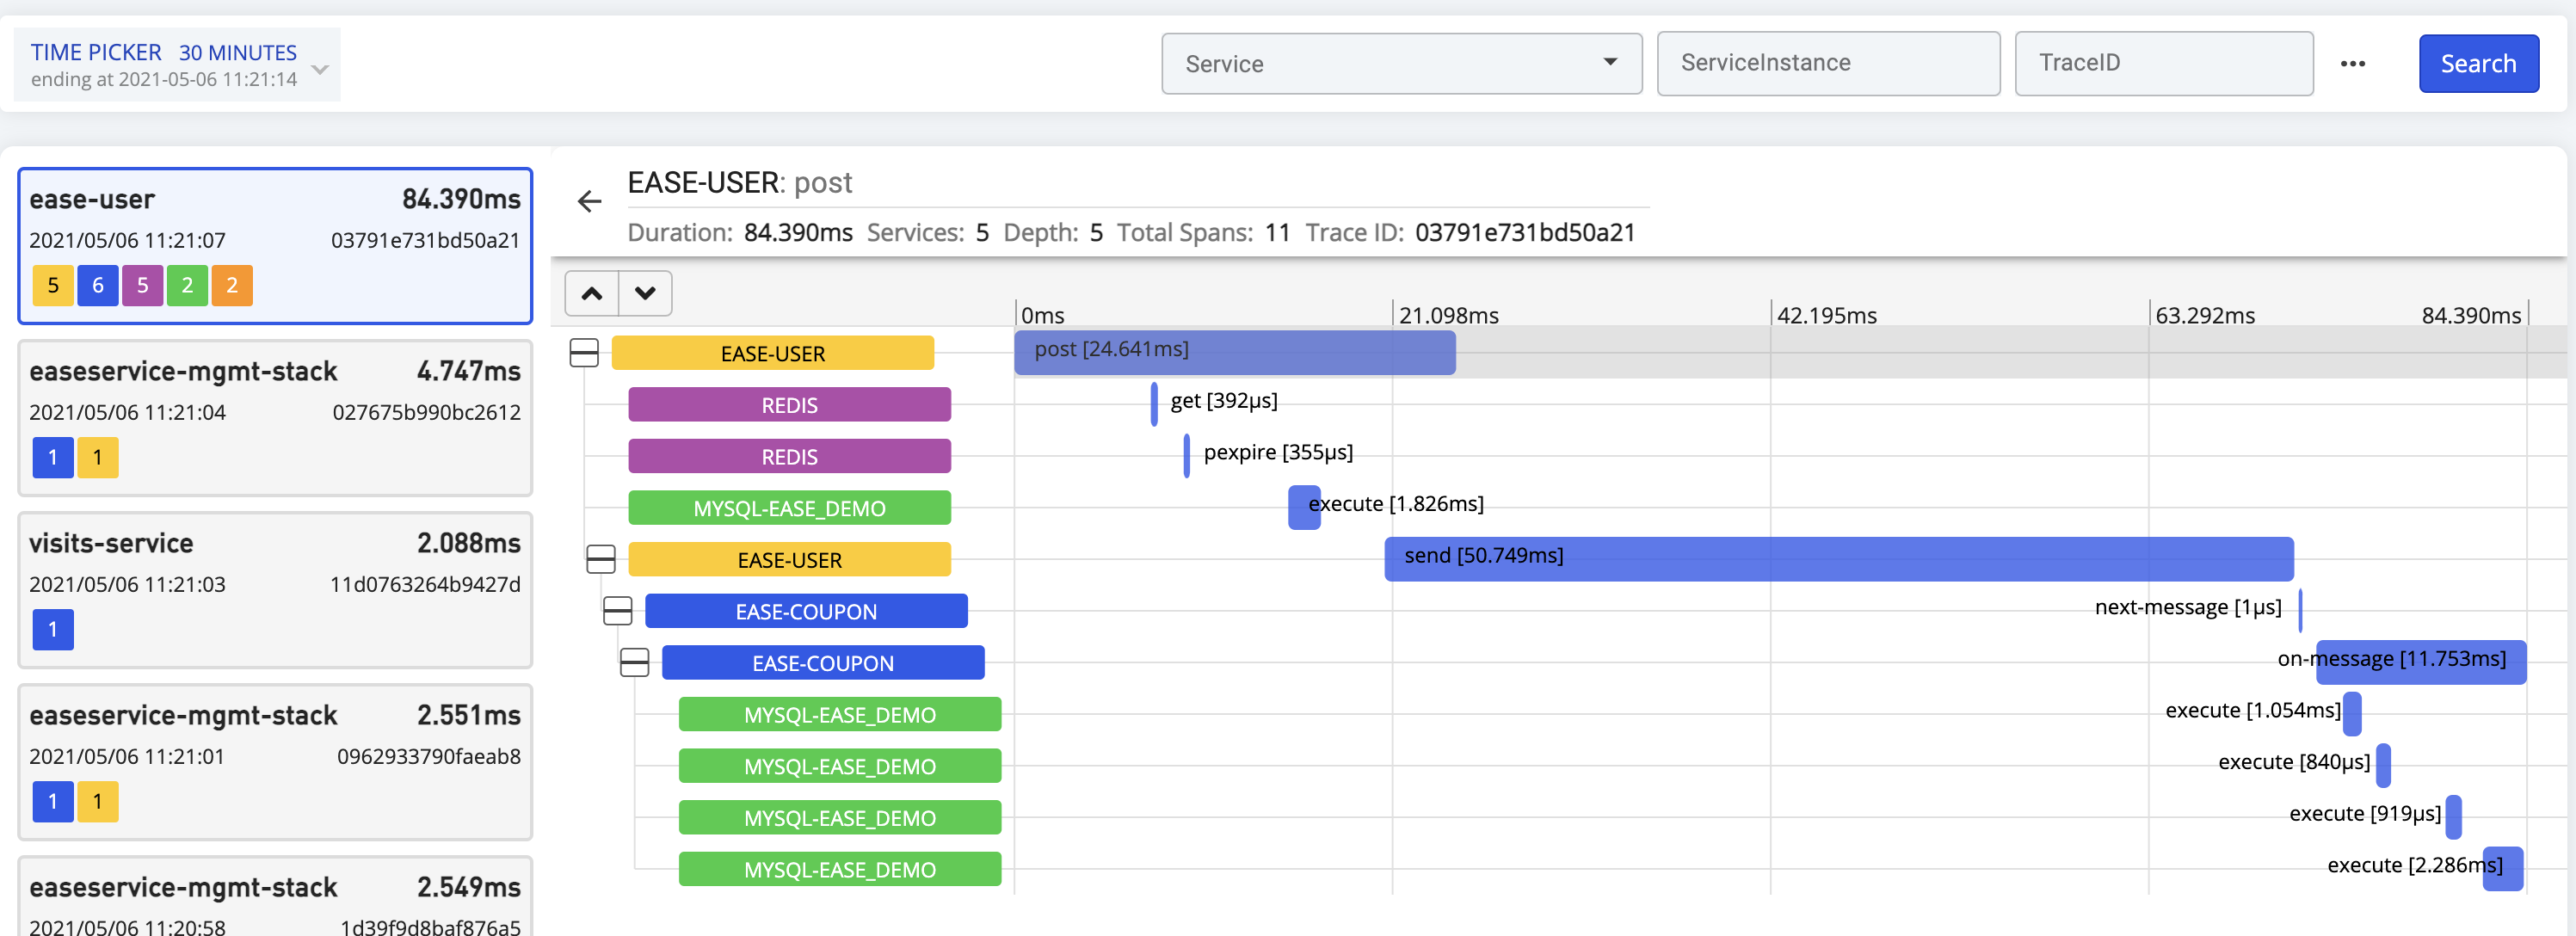 TIME PICKER 30 MINUTES
ending at 2021-05-06 11:21:14
Service
ServiceInstance
TraceID
...
Search
ease-user 84.390ms
2021/05/06 11:21:07 03791e731bd50a21
5 6 5 2 2
easeservice-mgmt-stack 4.747ms
2021/05/06 11:21:04 027675b990bc2612
1 1
visits-service 2.088ms
2021/05/06 11:21:03 11d0763264b9427d
1
easeservice-mgmt-stack 2.551ms
2021/05/06 11:21:01 0962933790faeab8
1 1
easeservice-mgmt-stack 2.549ms
2021/05/06 11:20:58 1d39f9d8baf876a5
EASE-USER: post
Duration: 84.390ms Services: 5 Depth: 5 Total Spans: 11 Trace ID: 03791e731bd50a21
0ms 21.098ms 42.195ms 63.292ms 84.390ms
EASE-USER post [24.641ms]
REDIS get [392μs]
REDIS pexpire [355μs]
MYSQL-EASE_DEMO execute [1.826ms]
EASE-USER send [50.749ms]
EASE-COUPON next-message [1μs]
EASE-COUPON on-message [11.753ms]
MYSQL-EASE_DEMO execute [1.054ms]
MYSQL-EASE_DEMO execute [840μs]
MYSQL-EASE_DEMO execute [919μs]
MYSQL-EASE_DEMO execute [2.286ms]